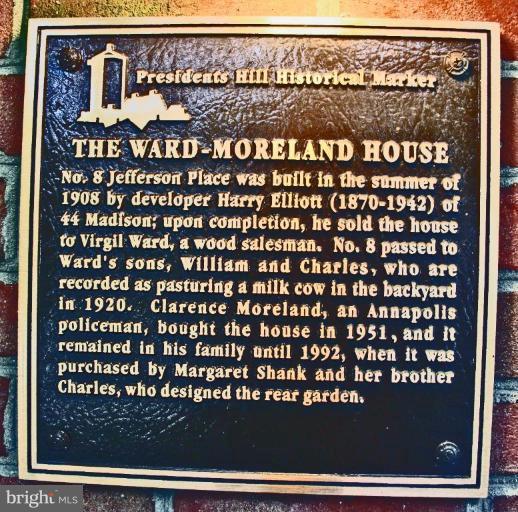 Presidents Hill Historical Marker
THE WARD-MORELAND HOUSE
No. 8 Jefferson Place was built in the summer of
1908 by developer Harry Elliott (1870-1942) of
44 Madison; upon completion, he sold the house
to Virgil Ward, a wood salesman. No. 8 passed to
Ward's sons, William and Charles, who are
recorded as pasturing a milk cow in the backyard
in 1920. Clarence Moreland, an Annapolis
policeman, bought the house in 1951, and it
remained in his family until 1992, when it was
purchased by Margaret Shank and her brother
Charles, who designed the rear garden.
bright MLS